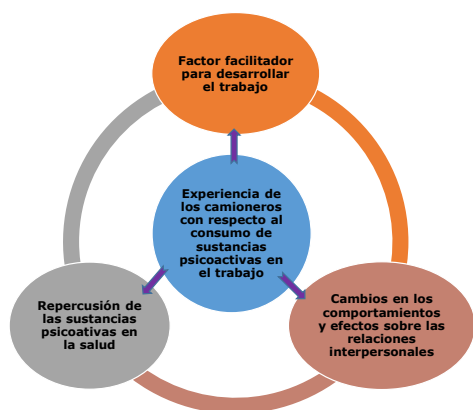 Factor facilitador
para desarrollar
el trabajo
Experiencia de
los camioneros
con respecto al
consumo de
sustancias
psicoactivas en
el trabajo
Repercusión de
las sustancias
psicoativas en
la salud
Cambios en los
comportamientos
y efectos sobre las
relaciones
interpersonales